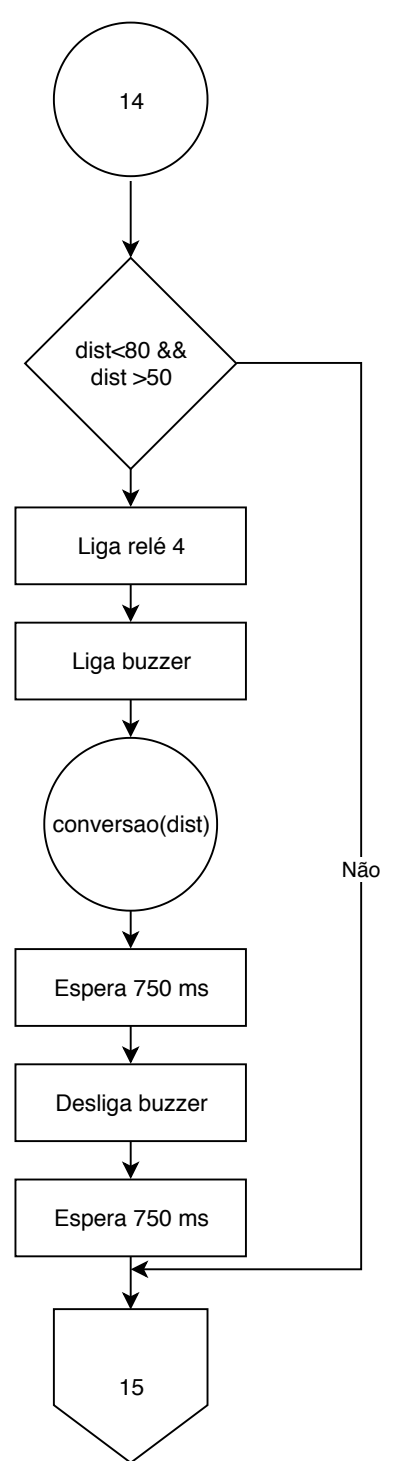 14
dist<80 &&
dist >50
Liga relé 4
Liga buzzer
conversao(dist)
Não
Espera 750 ms
Desliga buzzer
Espera 750 ms
15